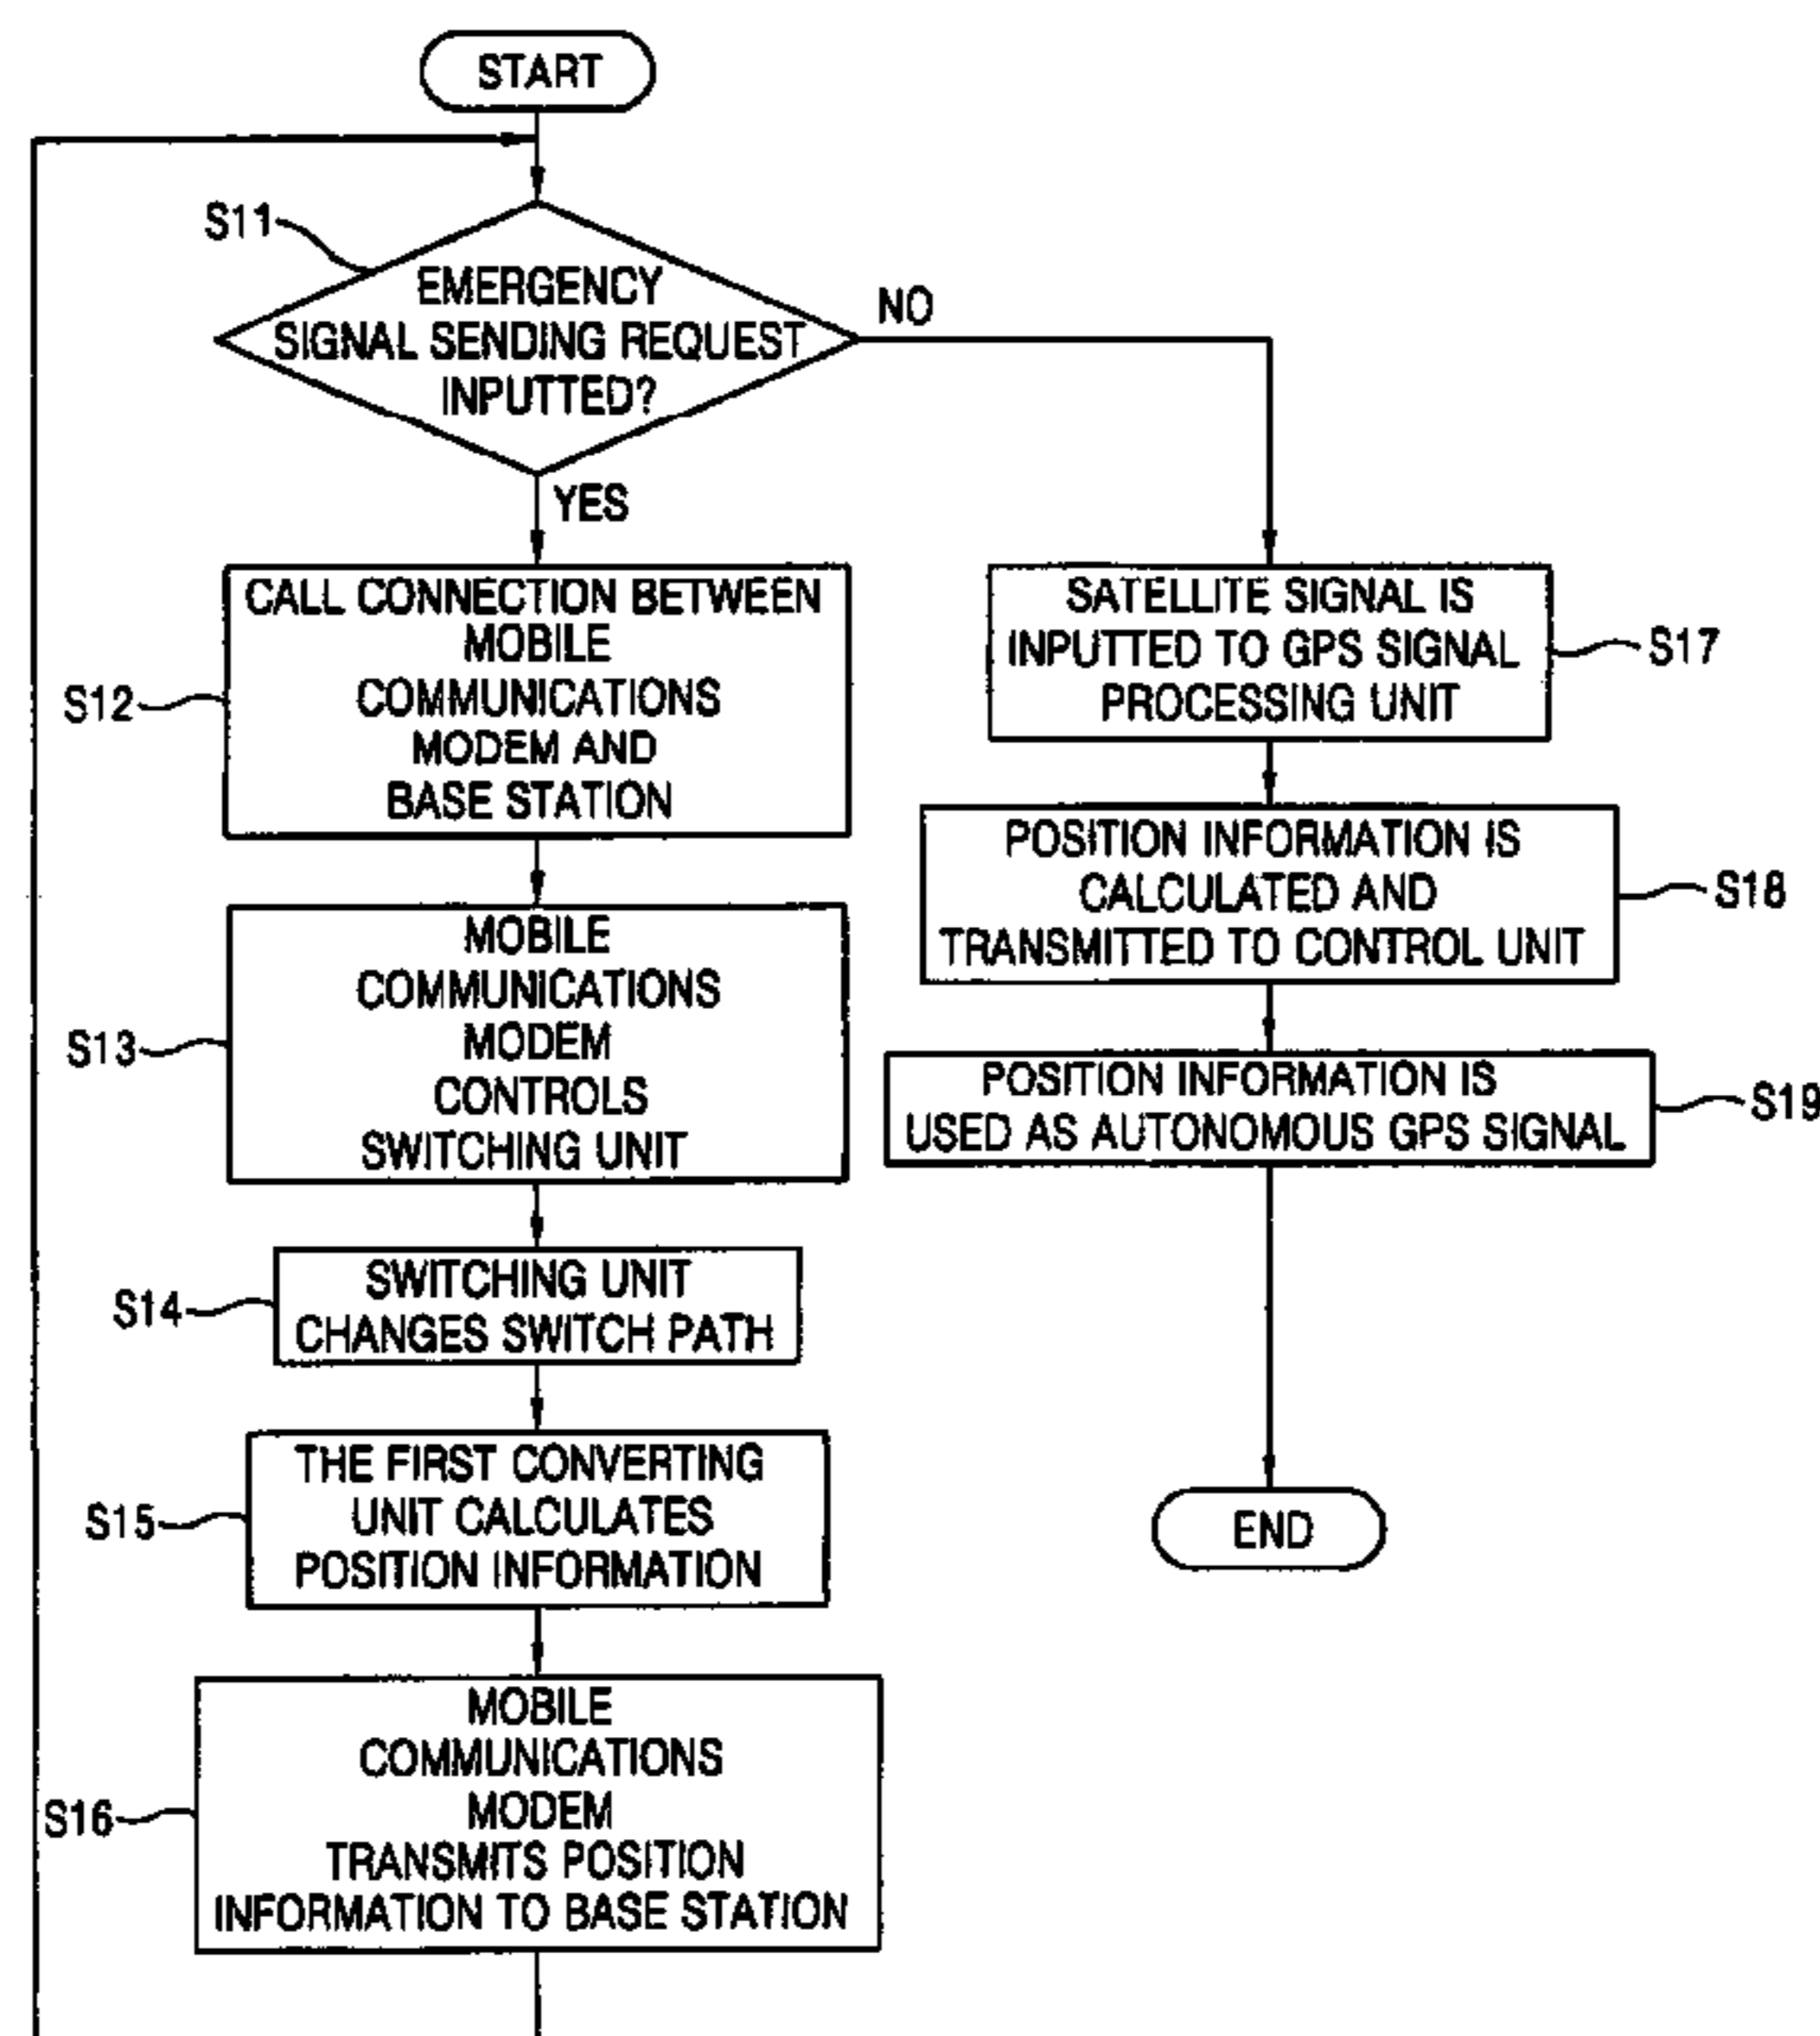 START
S11
EMERGENCY
SIGNAL SENDING REQUEST
INPUTTED?
NO
YES
S12
CALL CONNECTION BETWEEN
MOBILE
COMMUNICATIONS
MODEM AND
BASE STATION
S13
MOBILE
COMMUNICATIONS
MODEM
CONTROLS
SWITCHING UNIT
S14
SWITCHING UNIT
CHANGES SWITCH PATH
S15
THE FIRST CONVERTING
UNIT CALCULATES
POSITION INFORMATION
S16
MOBILE
COMMUNICATIONS
MODEM
TRANSMITS POSITION
INFORMATION TO BASE STATION
SATELLITE SIGNAL IS
INPUTTED TO GPS SIGNAL
PROCESSING UNIT
S17
POSITION INFORMATION IS
CALCULATED AND
TRANSMITTED TO CONTROL UNIT
S18
POSITION INFORMATION IS
USED AS AUTONOMOUS GPS SIGNAL
S19
END